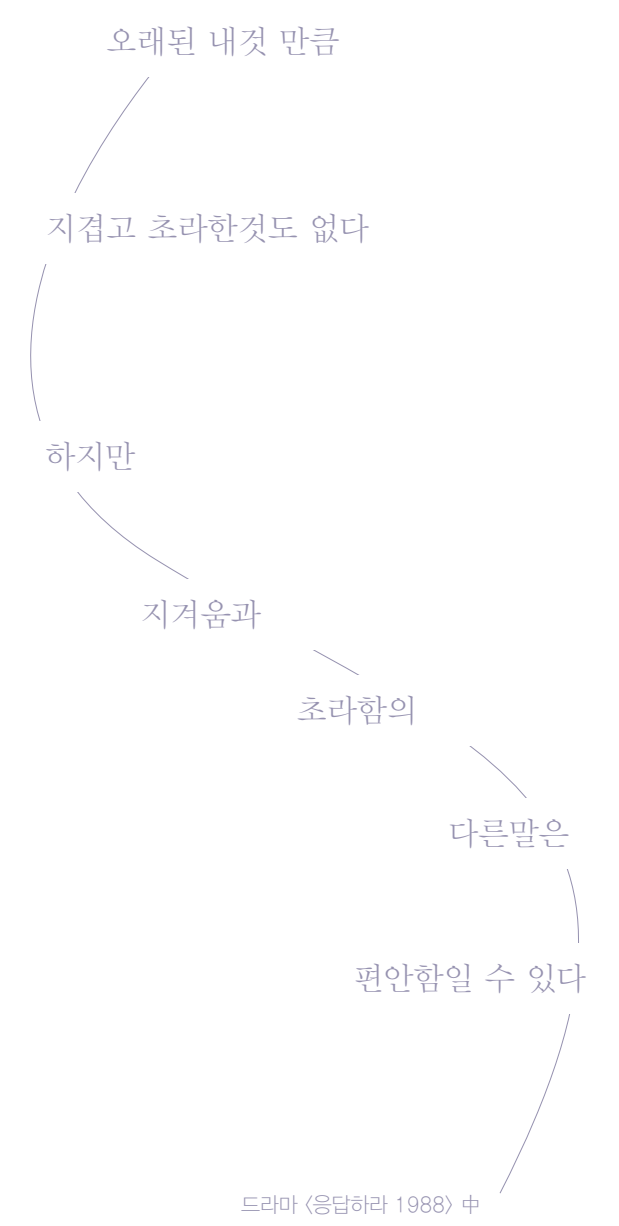 오래된 내것 만큼
지겹고 초라한것도 없다
하지만
지겨움과
초라함의
다른말은
편안함일 수 있다
드라마 〈응답하라 1988〉 中